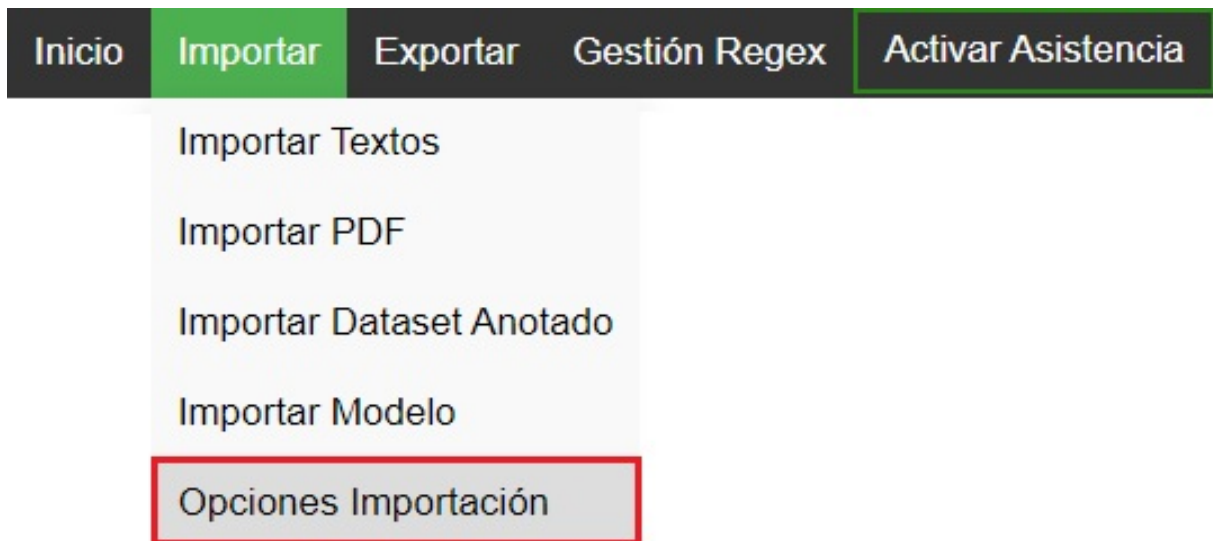 Inicio Importar Exportar Gestión Regex Activar Asistencia
Importar Textos
Importar PDF
Importar Dataset Anotado
Importar Modelo
Opciones Importación